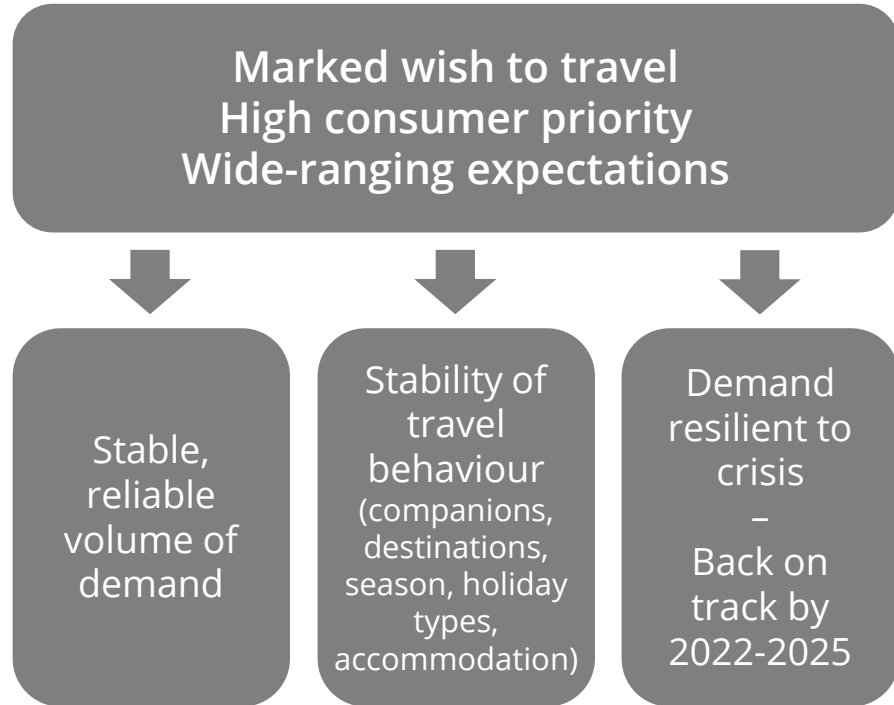 Marked wish to travel
High consumer priority
Wide-ranging expectations
Stable,
reliable
volume of
demand
Stability of
travel
behaviour
(companions,
destinations,
season, holiday
types,
accommodation)
Demand
resilient to
crisis
–
Back on
track by
2022-2025